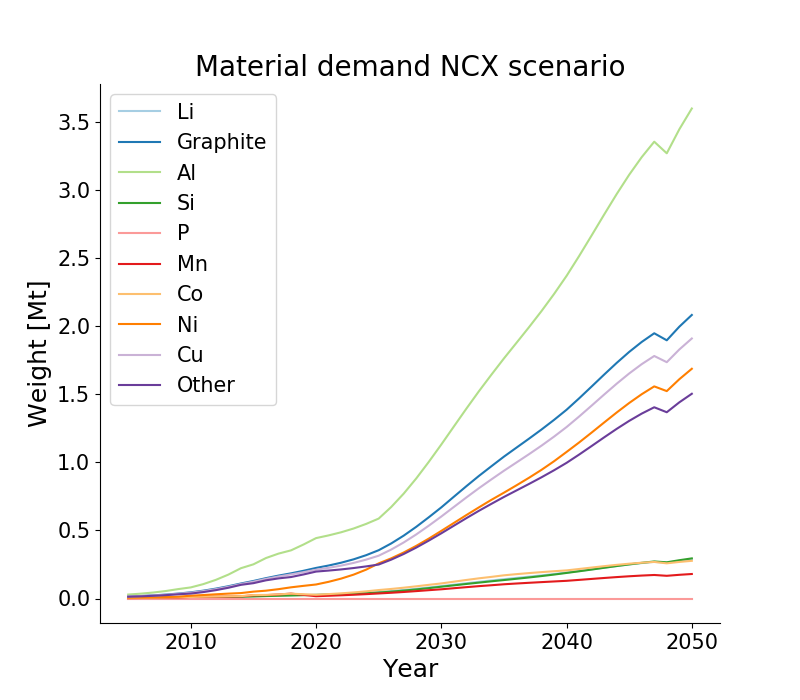 Material demand NCX scenario
Li
Graphite
Al
Si
P
Mn
Co
Ni
Cu
Other
3.5
3.0
2.5
2.0
1.5
1.0
0.5
0.0
Weight [Mt]
2010 2020 2030 2040 2050
Year